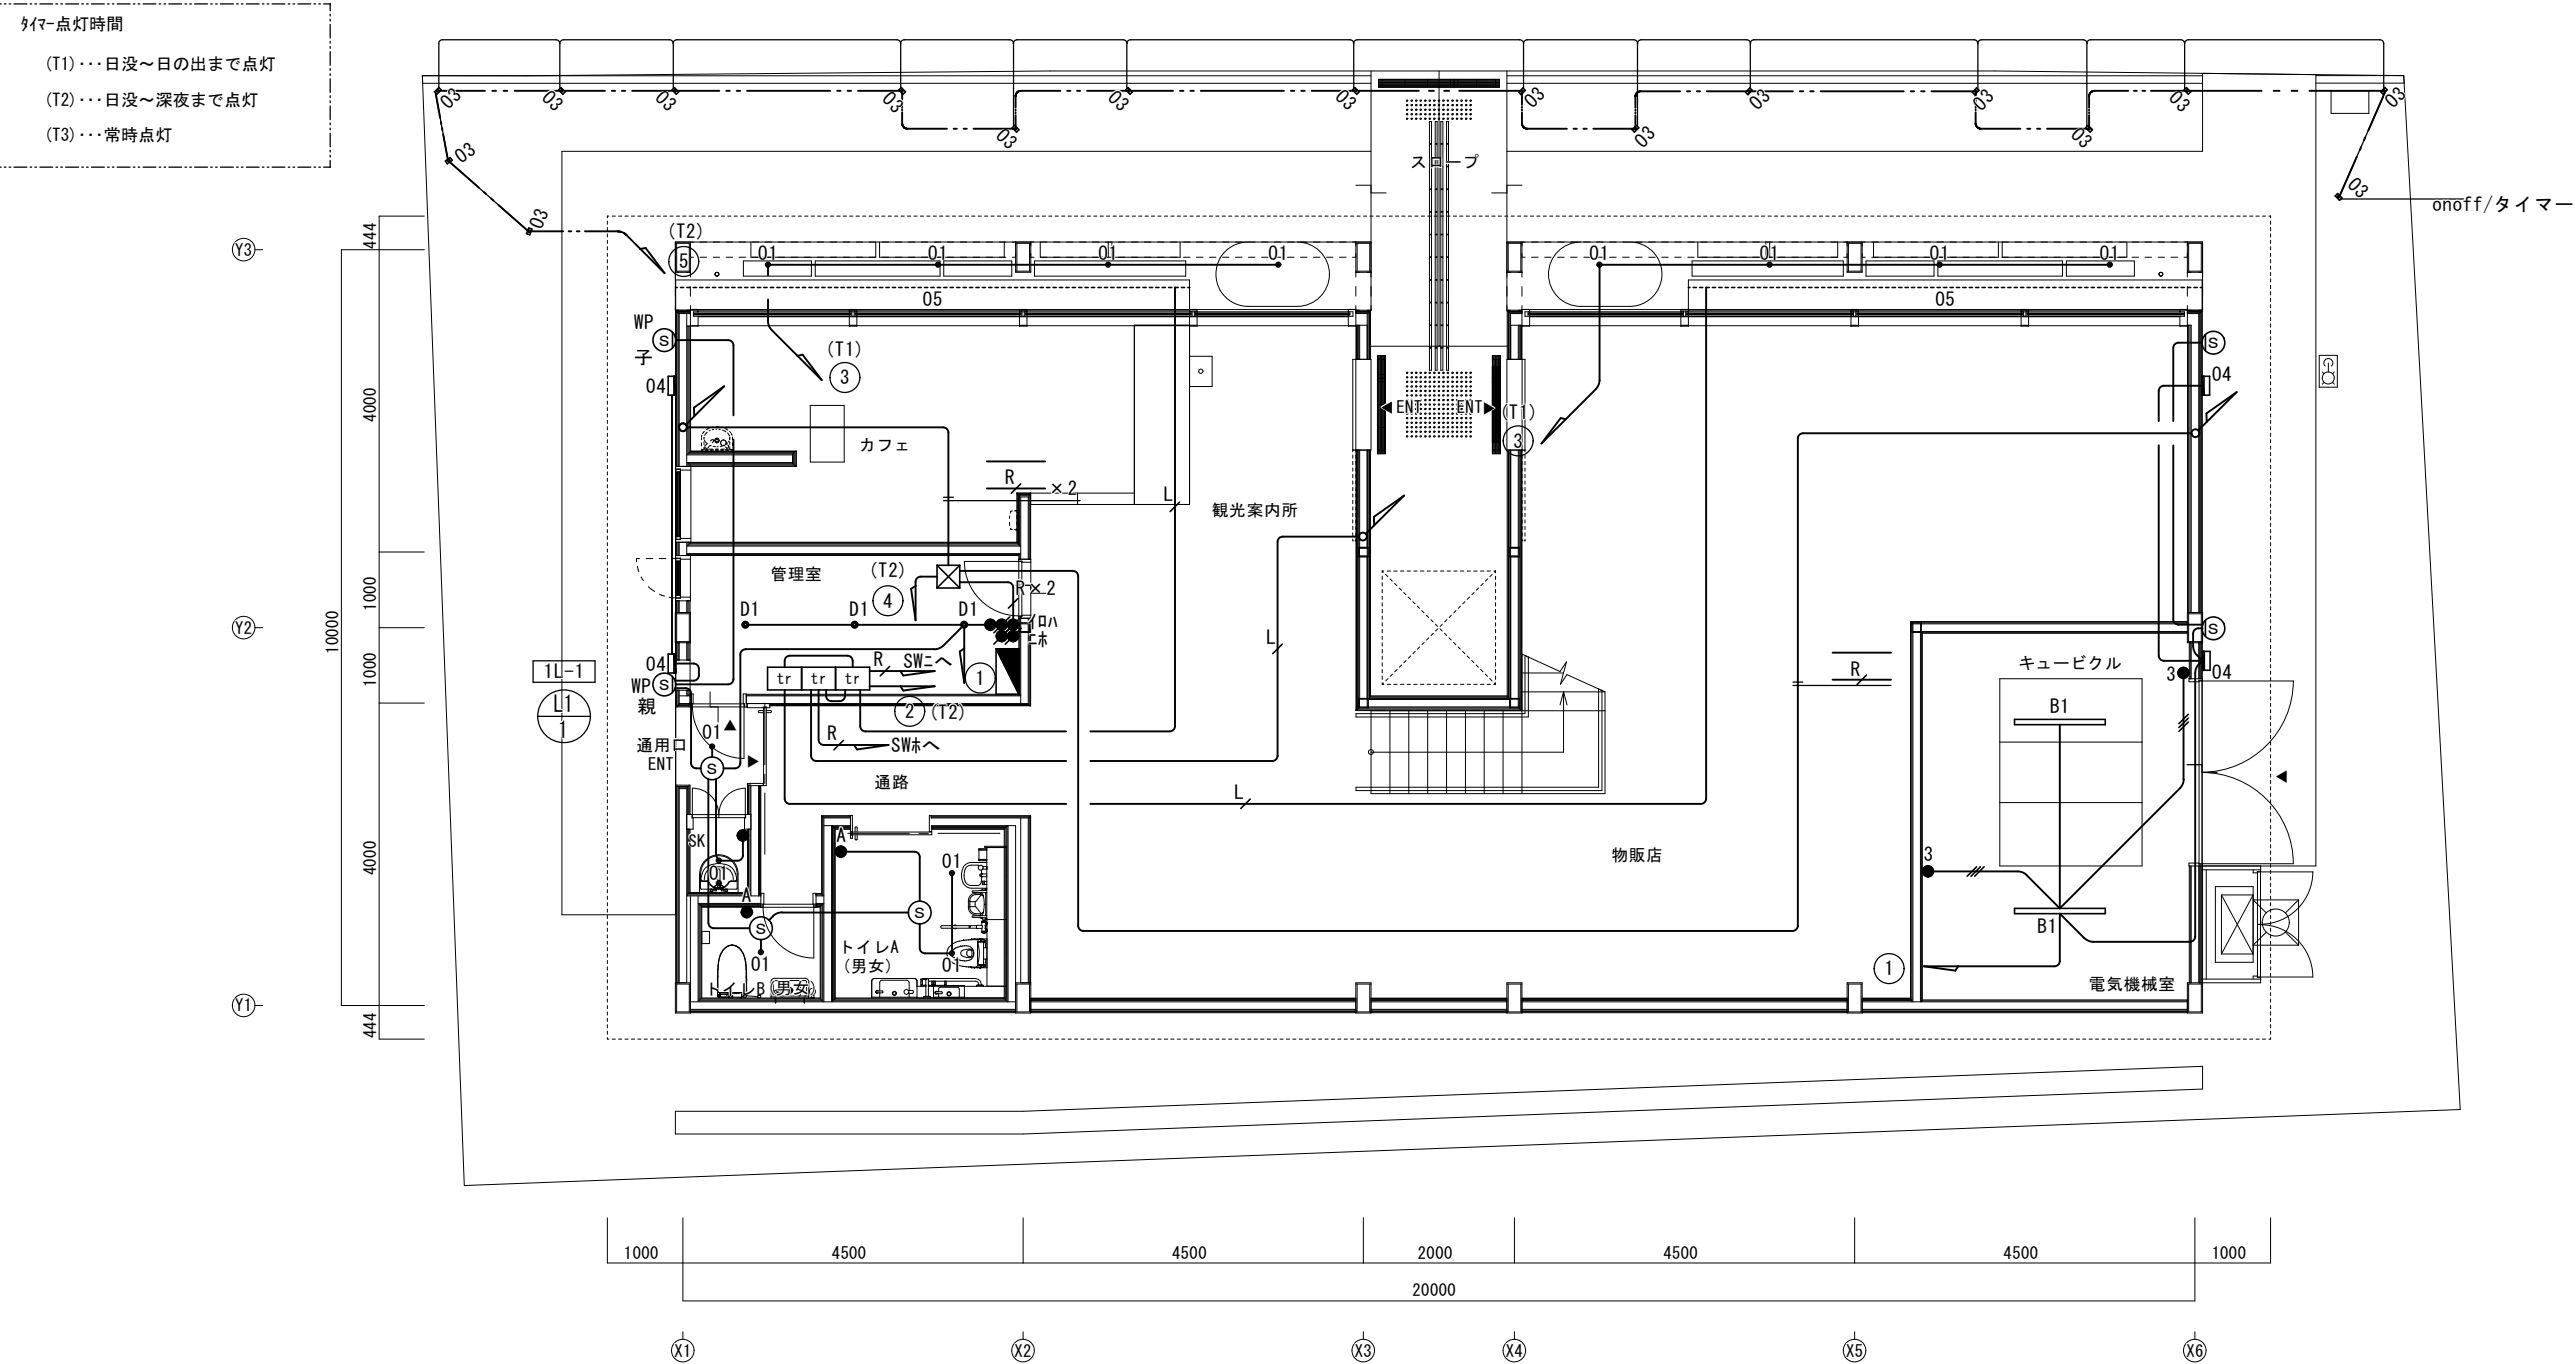 ﾀｲﾏｰ点灯時間
(T1)･･･日没～日の出まで点灯
(T2)･･･日没～深夜まで点灯
(T3)･･･常時点灯
03 03 03 03 03 03 03 03 03 03 03 03 03 03
03
03
03
スロープ
onoff/タイマー
444
Y3
(T2)
5
01 01 01 01 01 01 01 01
05
05
WP
S
子
04
(T1)
3
S
04
4000
◀ENT ENT▶
(T1)
3
カフェ
R ×2
L
観光案内所
管理室
(T2)
4
R×2
1000
10000
Y2
D1 D1 D1
ｲﾛﾊ
ﾆﾎ
S
1000
L
04
1L-1
tr tr tr
R SWﾆへ
1
R
キュービクル
3
04
WP S
親
L1
1
2 (T2)
B1
通用口
ENT
01
S
R SWﾎへ
通路
L
4000
SK
01
A
A
01
物販店
3
S
S
B1
トイレA
(男女)
01
01
1
トイレB 男女
電気機械室
Y1
444
1000 4500 4500 2000 4500 4500 1000
20000
X1 X2 X3 X4 X5 X6